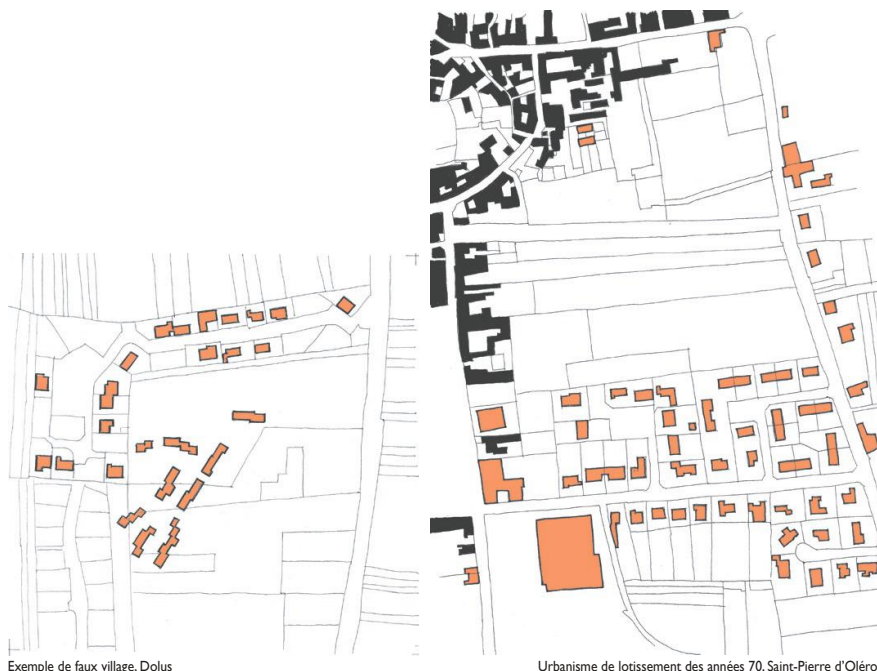 Exemple de faux village. Dolus
Urbanisme de lotissement des années 70. Saint-Pierre d'Oléro